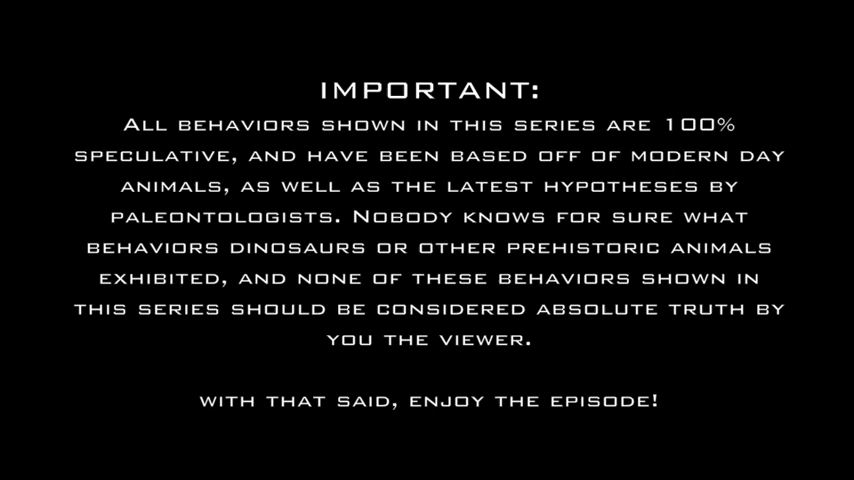 IMPORTANT:
ALL BEHAVIORS SHOWN IN THIS SERIES ARE 100%
SPECULATIVE, AND HAVE BEEN BASED OFF OF MODERN DAY
ANIMALS, AS WELL AS THE LATEST HYPOTHESES BY
PALEONTOLOGISTS. NOBODY KNOWS FOR SURE WHAT
BEHAVIORS DINOSAURS OR OTHER PREHISTORIC ANIMALS
EXHIBITED, AND NONE OF THESE BEHAVIORS SHOWN IN
THIS SERIES SHOULD BE CONSIDERED ABSOLUTE TRUTH BY
YOU THE VIEWER.
WITH THAT SAID, ENJOY THE EPISODE!